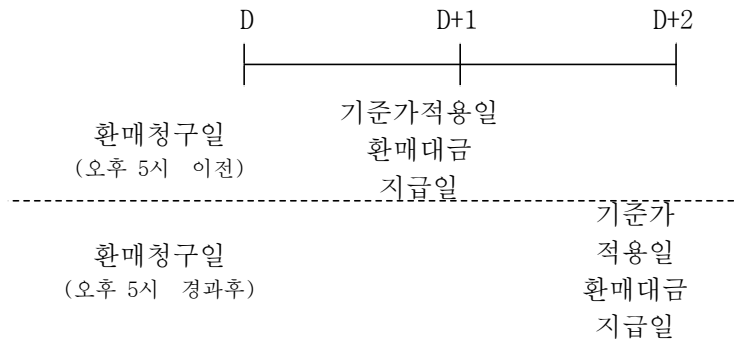 D D+1 D+2
기준가적용일
환매청구일
환매대금
(오후 5시 이전)
지급일
기준가
환매청구일
적용일
(오후 5시 경과후)
환매대금
지급일